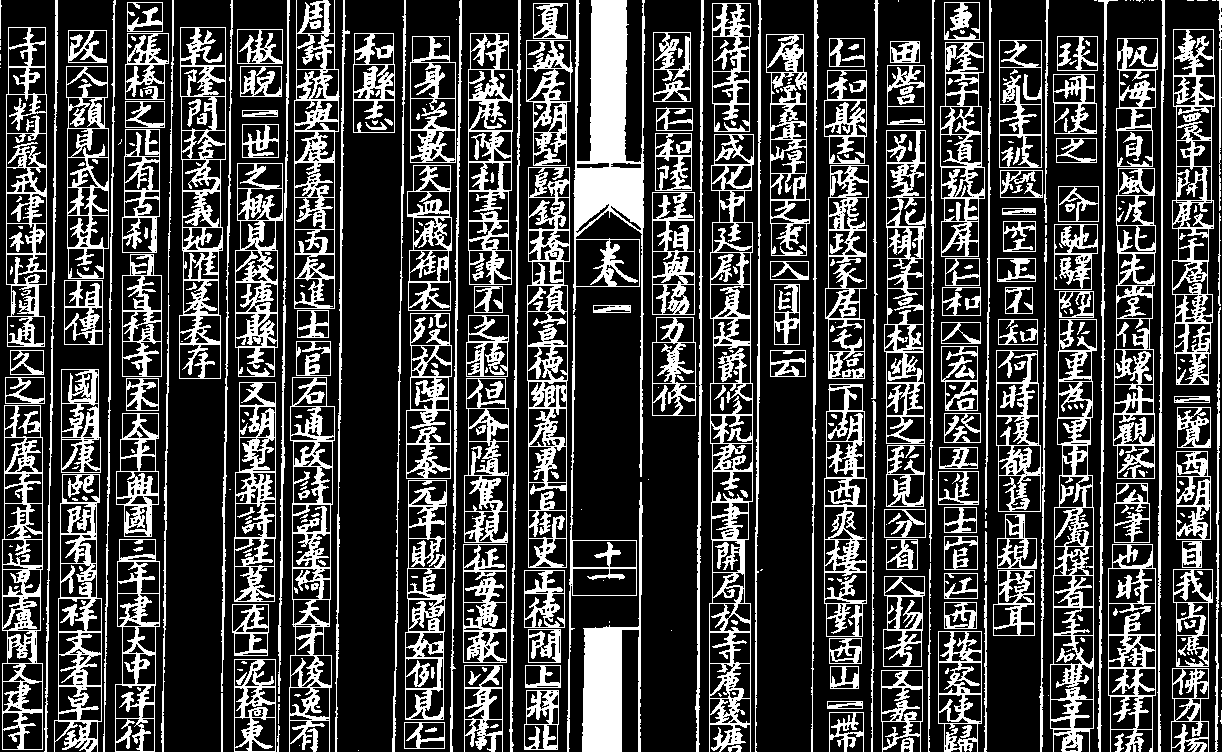 擊鉢寰中開殿宇層樓插漢一覽西湖滿目我尚憑佛力揚
帆海上息風波此先堂伯螺舟觀察公筆也時官翰林拜琉
球冊使之命馳驛經故里為里中所屬撰者至咸豐辛酉
之亂寺被燬一空正不知何時復覩舊日規模耳
惠隆字從道號北屏仁和人宏治癸丑進士官江西按察使歸
田營一別墅花榭茅亭極幽雅之致見分省人物考又嘉靖
仁和縣志隆罷政家居宅臨下湖構西爽樓遥對西山一帶
層巒疊嶂仰之悉入目中云
接待寺志成化中廷尉夏廷爵修杭郡志書開局於寺薦錢塘
劉英仁和陸埕相與協力纂修
卷一
十一
夏誠居湖墅歸錦橋北領宣德鄉薦累官御史正德間上將北
狩誠歷陳利害苦諫不之聽但命隨駕親征每遇敵以身衞
上身受數矢血濺御衣歿於陣景泰元年賜追贈如例見仁
和縣志
周詩號與鹿嘉靖丙辰進士官右通政詩詞藻綺天才俊逸有
傲睨一世之概見錢塘縣志又湖墅雜詩註墓在上泥橋東
乾隆間捨為義地惟墓表存
江漲橋之北有古刹曰香積寺宋太平興國三年建大中祥符
改今額見武林梵志相傳國朝康熙間有僧祥文者卓錫
寺中精嚴戒律神悟圓通久之拓廣寺基造毘盧閣又建寺